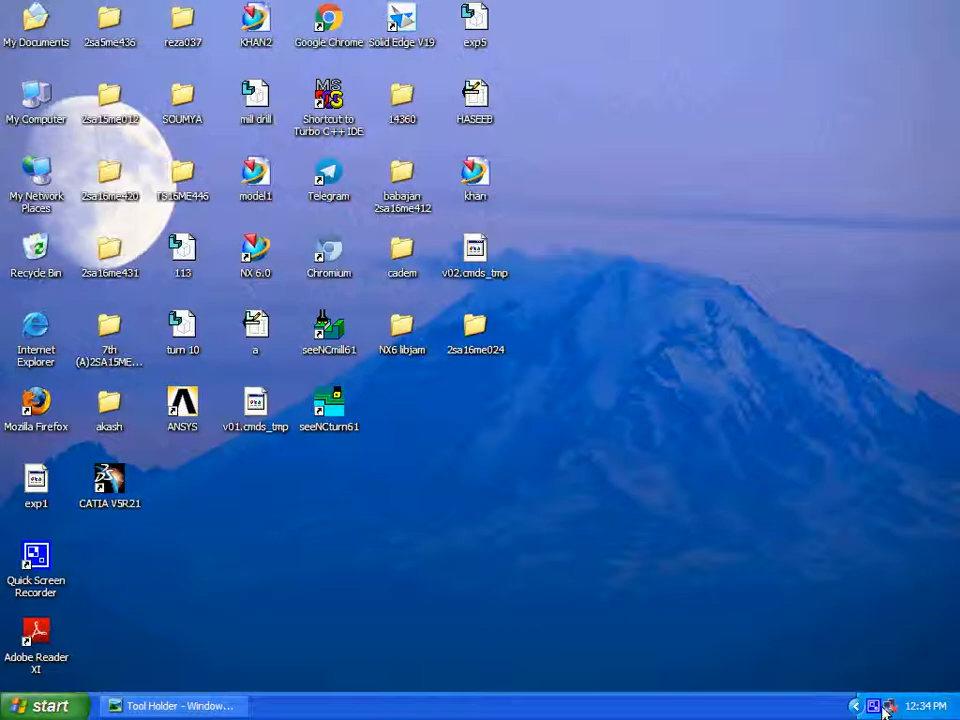 My Documents
2sa5me436
reza037
KHAN2
Google Chrome
Solid Edge V19
exp5
My Computer
2sa15me012
SOUMYA
mill drill
MS
Shortcut to
Turbo C++ IDE
14360
HASEEB
My Network
Places
2sa16me420
TS16ME446
model1
Telegram
babajan
2sa16me412
khan
Recycle Bin
2sa16me431
113
NX 6.0
Chromium
cadem
v02.cmds_tmp
Internet
Explorer
7th
(A)2SA15ME...
turn 10
a
seeNCmill61
NX6 libjam
2sa16me024
Mozilla Firefox
akash
ANSYS
v01.cmds_tmp
seeNCturn61
exp1
CATIA V5R21
Quick Screen
Recorder
Adobe Reader
XI
start
Tool Holder - Window...
12:34 PM